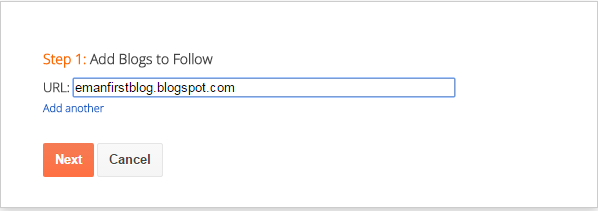 Step 1: Add Blogs to Follow
URL: emanfirstblog.blogspot.com
Add another
Next Cancel